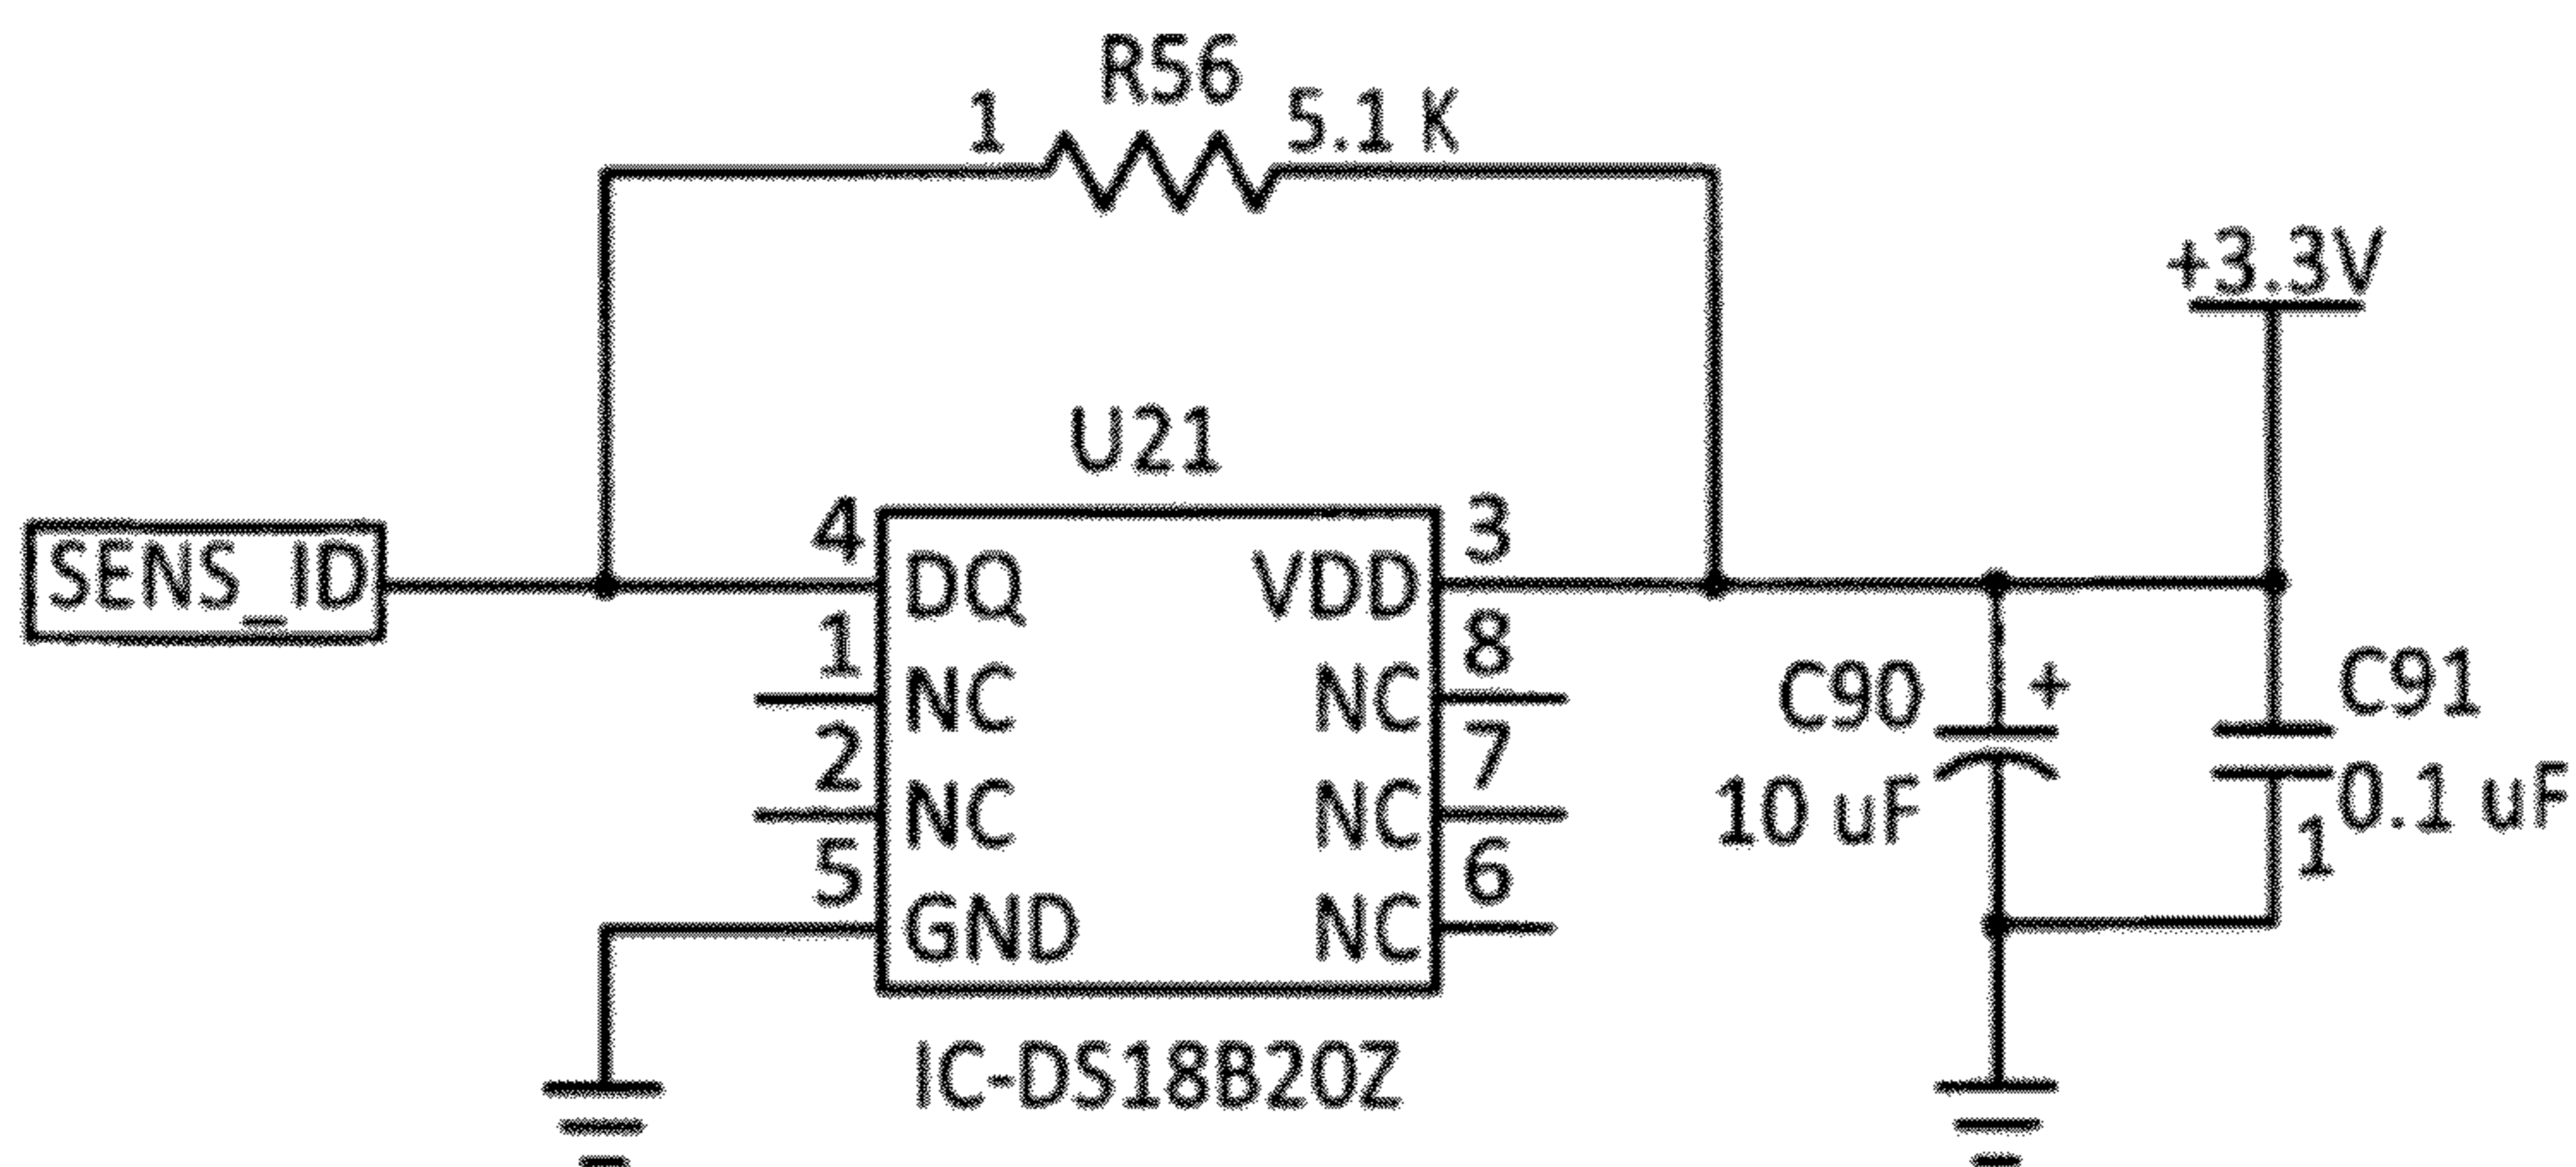 R56
1
5.1 K
+3.3V
U21
SENS_ID
4
DQ
VDD
3
1
NC
NC
8
2
NC
NC
7
5
GND
NC
6
C90
+
10 uF
C91
0.1 uF
1
IC-DS18B20Z